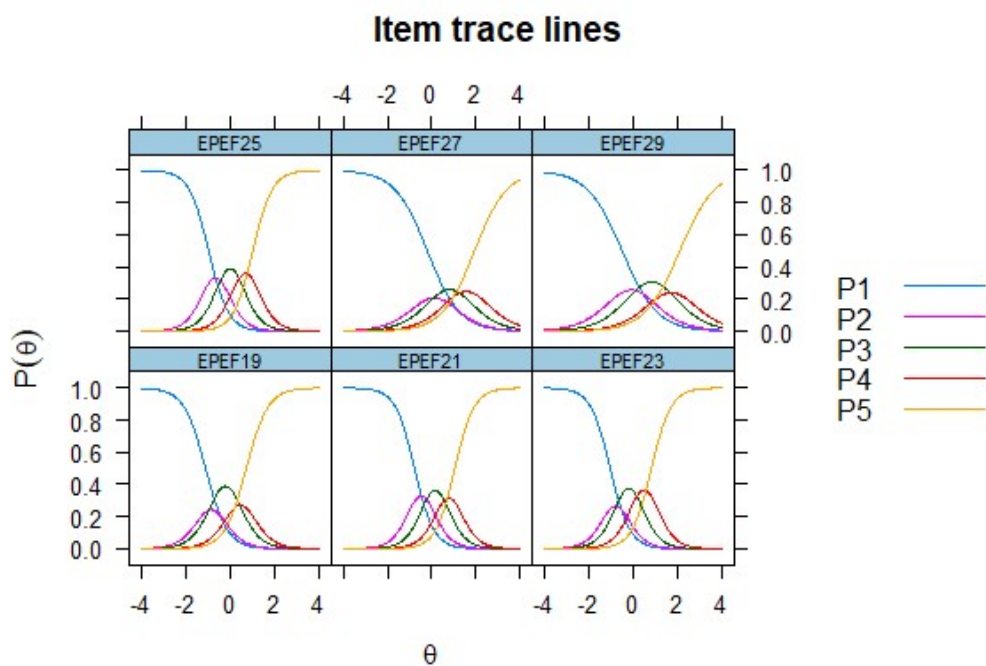 Item trace lines
-4 -2 0 2 4
EPEF25 EPEF27 EPEF29
1.0
0.8
0.6
0.4
0.2
0.0
EPEF19 EPEF21 EPEF23
1.0
0.8
0.6
0.4
0.2
0.0
P(θ)
-4 -2 0 2 4 -4 -2 0 2 4
θ
P1
P2
P3
P4
P5